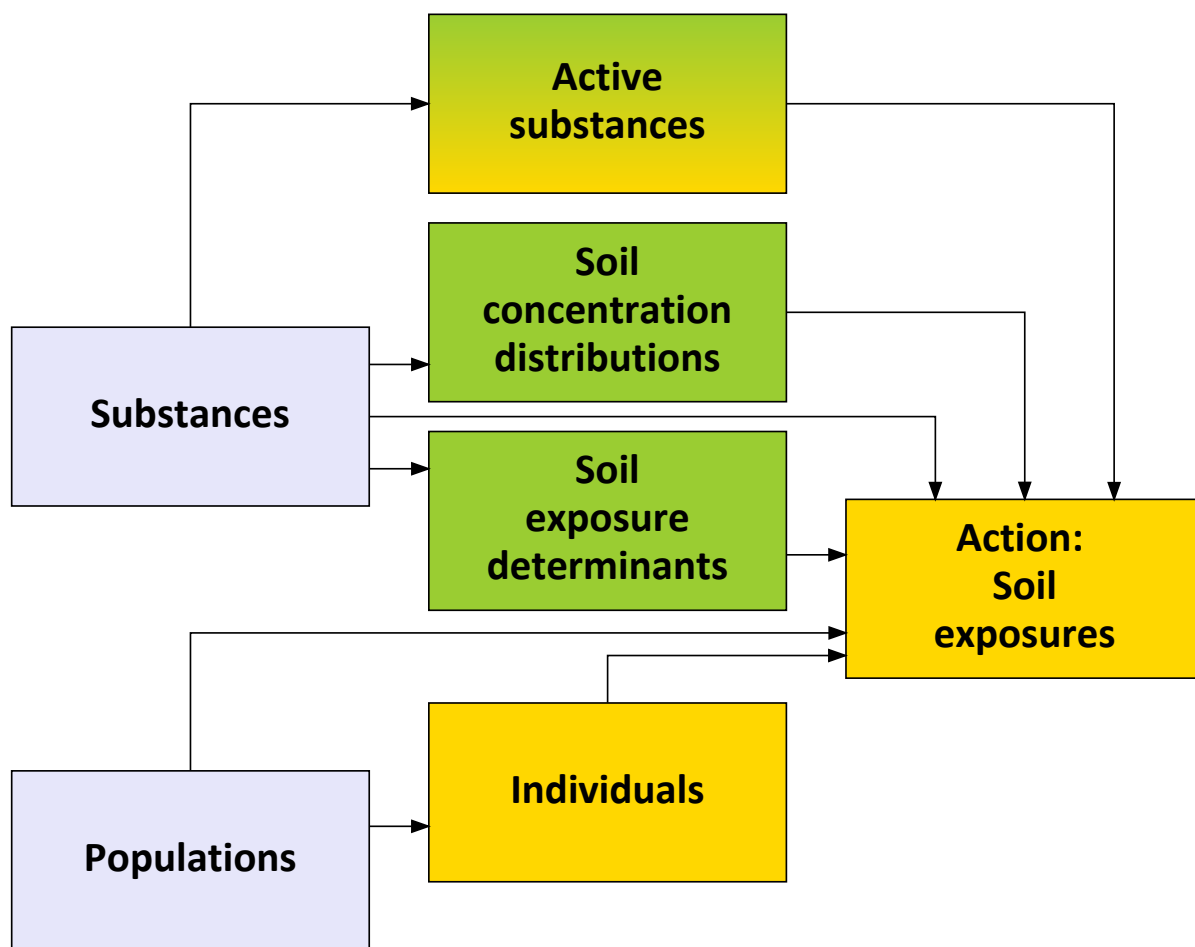 Active
substances
Soil
concentration
distributions
Substances
Soil
exposure
determinants
Action:
Soil
exposures
Individuals
Populations